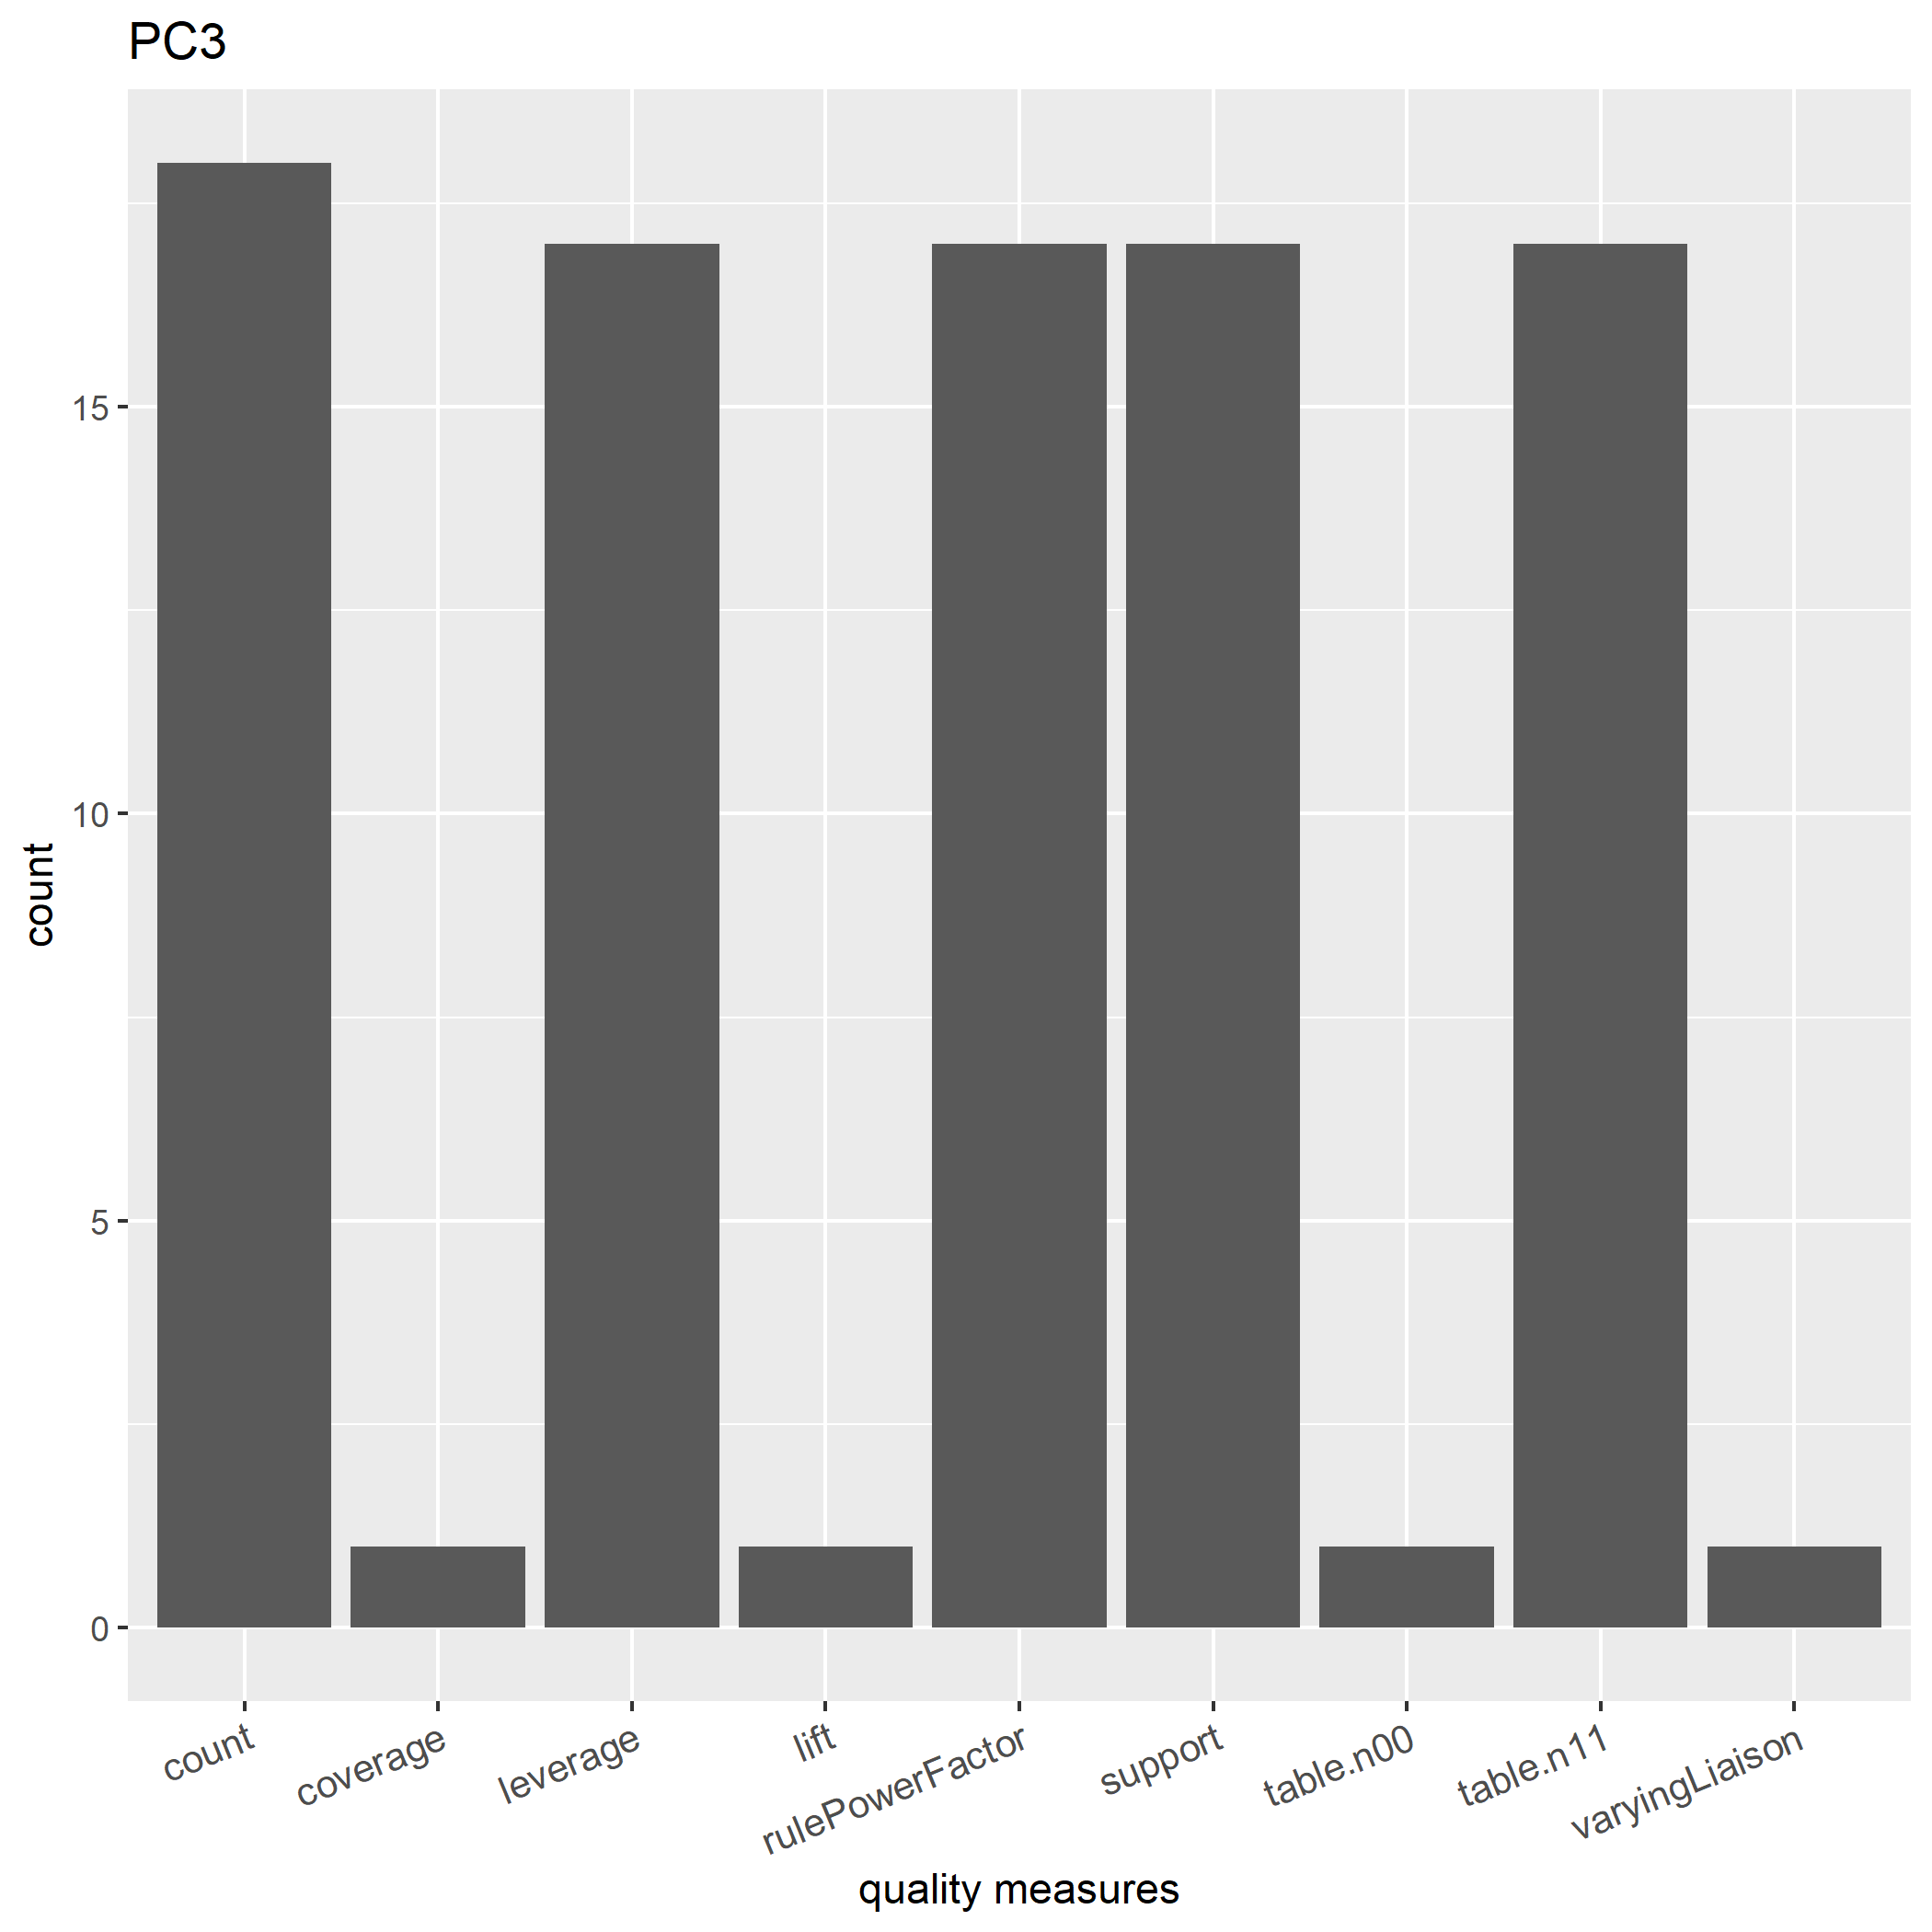 PC3
15
10
5
0
count
count
coverage
leverage
lift
rulePowerFactor
support
table.n00
table.n11
varyingLiaison
quality measures